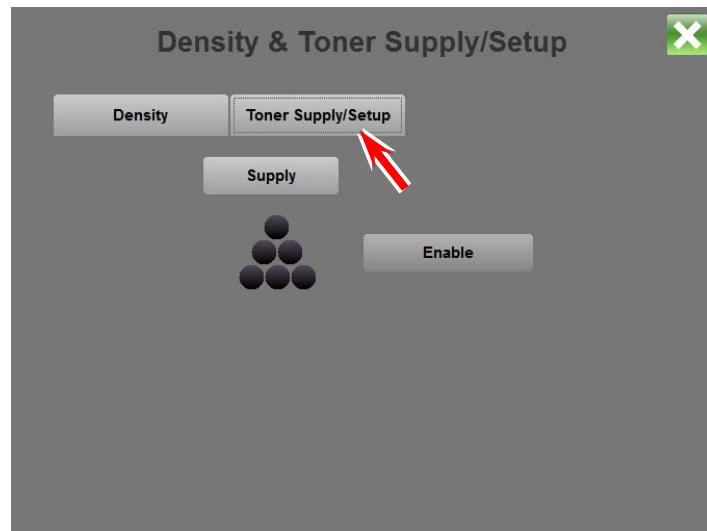 Density & Toner Supply/Setup
Density
Toner Supply/Setup
Supply
Enable